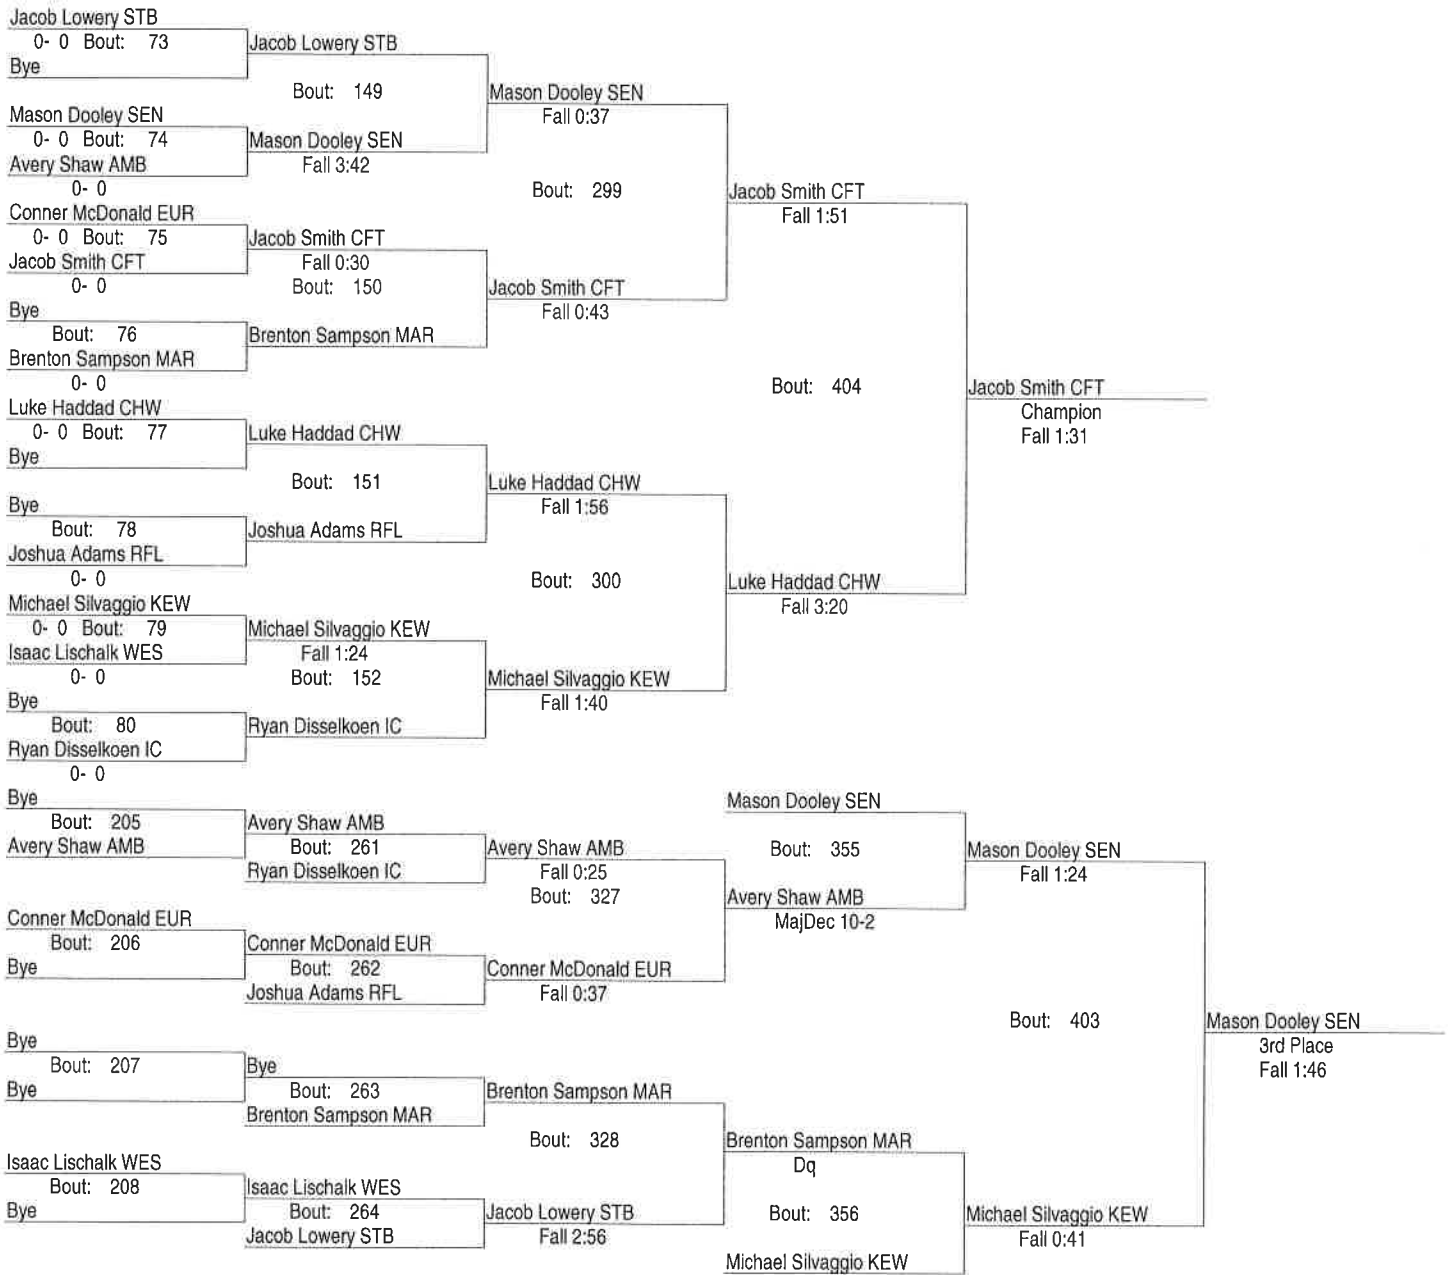 Jacob Lowery STB
0- 0 Bout: 73
Bye
Mason Dooley SEN
0- 0 Bout: 74
Avery Shaw AMB
0- 0
Conner McDonald EUR
0- 0 Bout: 75
Jacob Smith CFT
0- 0
Bye
Bout: 76
Brenton Sampson MAR
0- 0
Luke Haddad CHW
0- 0 Bout: 77
Bye
Bye
Bout: 78
Joshua Adams RFL
0- 0
Michael Silvaggio KEW
0- 0 Bout: 79
Isaac Lischalk WES
0- 0
Bye
Bout: 80
Ryan Disselkoen IC
0- 0
Jacob Lowery STB
Bout: 149
Mason Dooley SEN
Fall 3:42
Jacob Smith CFT
Fall 0:30
Bout: 150
Brenton Sampson MAR
Luke Haddad CHW
Bout: 151
Joshua Adams RFL
Michael Silvaggio KEW
Fall 1:24
Bout: 152
Ryan Disselkoen IC
Mason Dooley SEN
Fall 0:37
Bout: 299
Jacob Smith CFT
Fall 0:43
Luke Haddad CHW
Fall 1:56
Bout: 300
Michael Silvaggio KEW
Fall 1:40
Jacob Smith CFT
Fall 1:51
Bout: 404
Luke Haddad CHW
Fall 3:20
Jacob Smith CFT
Champion
Fall 1:31
Bye
Bout: 205
Avery Shaw AMB
Conner McDonald EUR
Bout: 206
Bye
Bye
Bout: 207
Bye
Isaac Lischalk WES
Bout: 208
Bye
Avery Shaw AMB
Bout: 261
Ryan Disselkoen IC
Conner McDonald EUR
Bout: 262
Joshua Adams RFL
Bye
Bout: 263
Brenton Sampson MAR
Isaac Lischalk WES
Bout: 264
Jacob Lowery STB
Avery Shaw AMB
Fall 0:25
Bout: 327
Conner McDonald EUR
Fall 0:37
Brenton Sampson MAR
Bout: 328
Jacob Lowery STB
Fall 2:56
Mason Dooley SEN
Bout: 355
Avery Shaw AMB
MajDec 10-2
Brenton Sampson MAR
Dq
Bout: 356
Michael Silvaggio KEW
Mason Dooley SEN
Fall 1:24
Bout: 403
Michael Silvaggio KEW
Fall 0:41
Mason Dooley SEN
3rd Place
Fall 1:46